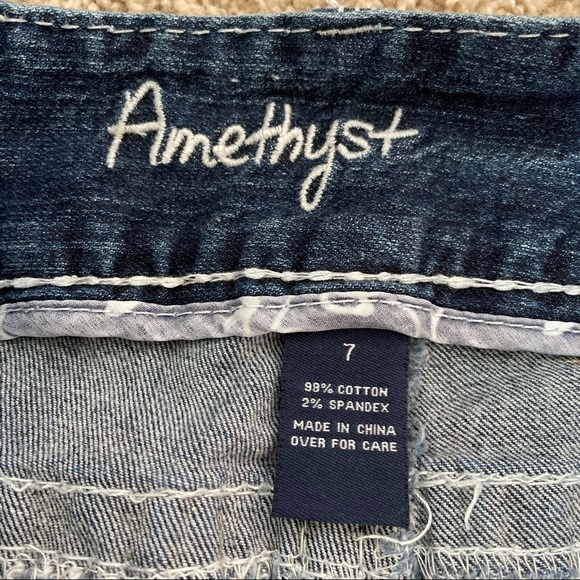 Amethyst
7
98% COTTON
2% SPANDEX
MADE IN CHINA
OVER FOR CARE